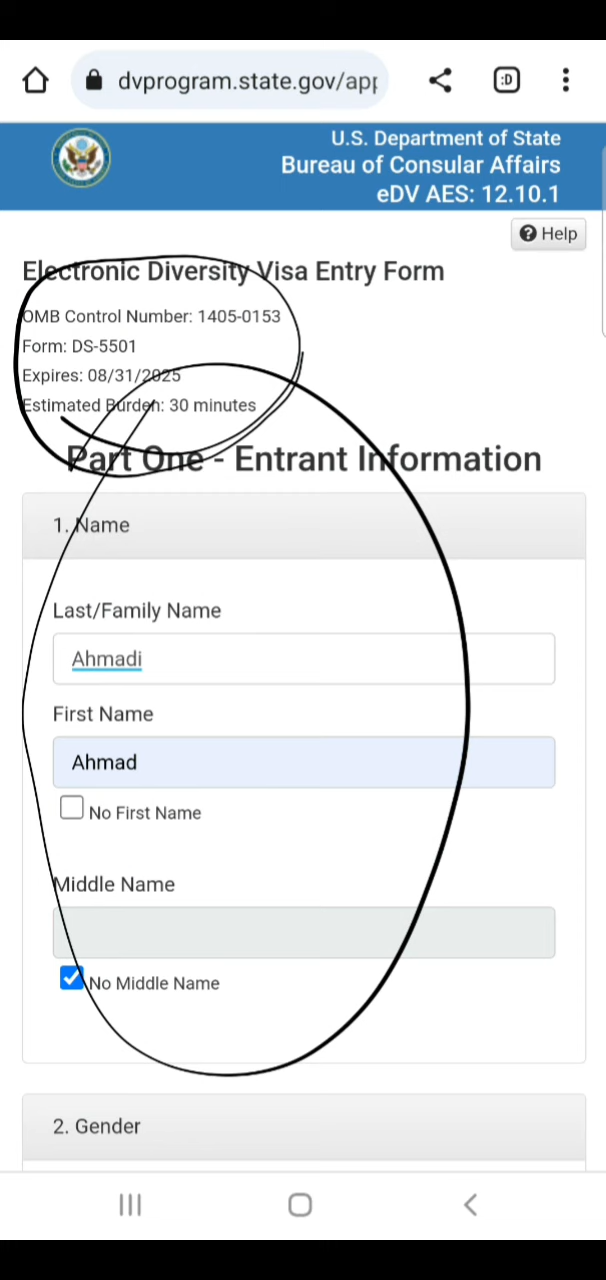 dvprogram.state.gov/app
:D
U.S. Department of State
Bureau of Consular Affairs
eDV AES: 12.10.1
? Help
Electronic Diversity Visa Entry Form
OMB Control Number: 1405-0153
Form: DS-5501
Expires: 08/31/2025
Estimated Burden: 30 minutes
Part One - Entrant Information
1. Name
Last/Family Name
Ahmadi
First Name
Ahmad
No First Name
Middle Name
No Middle Name
2. Gender